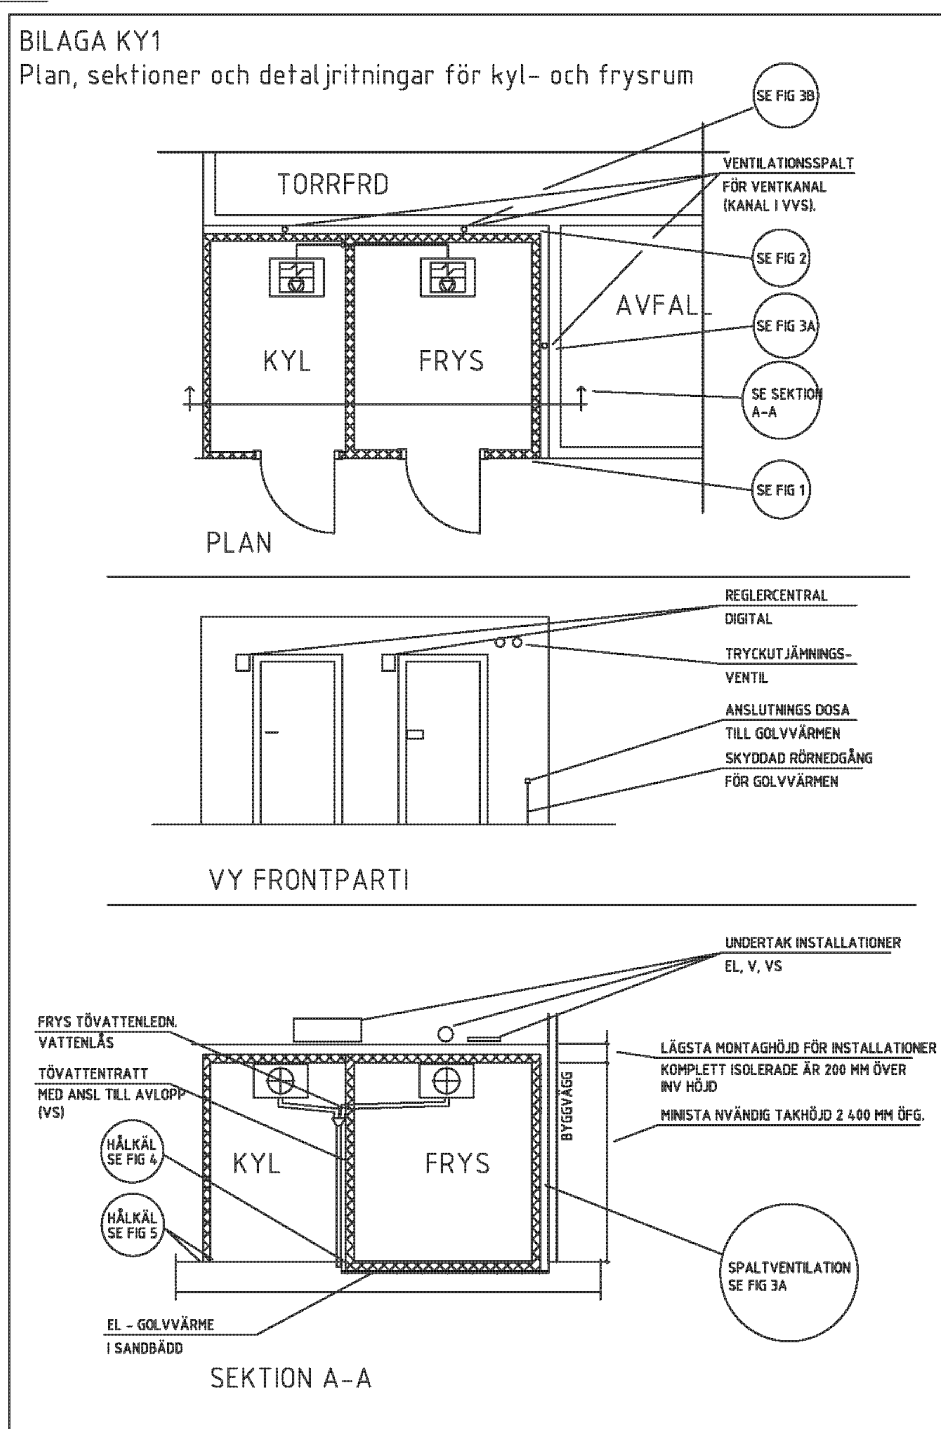 BILAGA KY1
Plan, sektioner och detaljritningar för kyl- och frysrum
SE FIG 3B
TORRFRD
VENTILATIONSSPALT
FÖR VENTKANAL
(KANAL I VVS).
SE FIG 2
AVFALL
SE FIG 3A
KYL
FRYS
SE SEKTION
A-A
SE FIG 1
PLAN
REGLERCENTRAL
DIGITAL
TRYCKUTJÄMNINGS-
VENTIL
ANSLUTNINGS DOSA
TILL GOLVVÄRMEN
SKYDDAD RÖRNEDGÅNG
FÖR GOLVVÄRMEN
VY FRONTPARTI
UNDERTAK INSTALLATIONER
EL, V, VS
FRYS TÖVATTENLEDN.
VATTENLÅS
LÄGSTA MONTAGHÖJD FÖR INSTALLATIONER
KOMPLETT ISOLERADE ÄR 200 MM ÖVER
INV HÖJD
TÖVATTENTRATT
MED ANSL TILL AVLOPP
(VS)
BYGGVÄGG
MINISTA NVÄNDIG TAKHÖJD 2 400 MM ÖFG.
HÅLKÄL
SE FIG 4
KYL
FRYS
HÅLKÄL
SE FIG 5
SPALTVENTILATION
SE FIG 3A
EL - GOLVVÄRME
I SANDBÄDD
SEKTION A-A